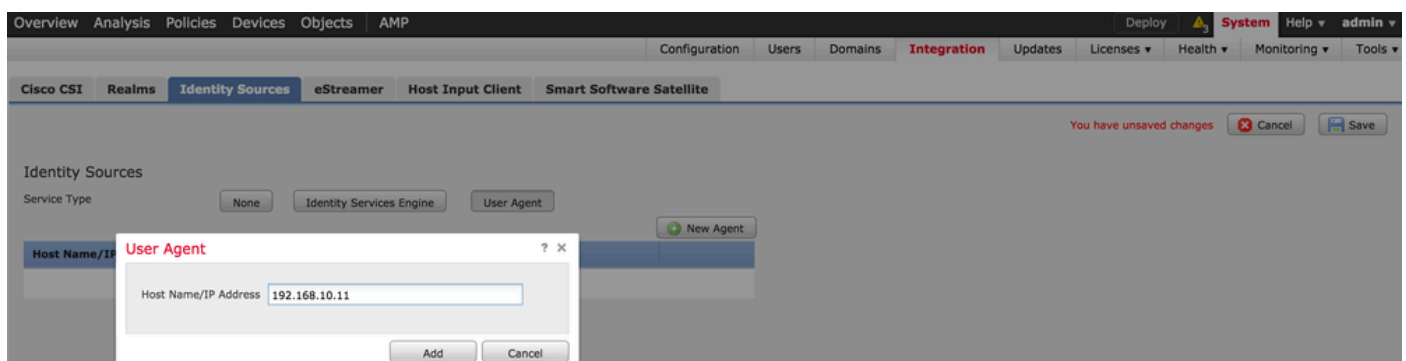 Overview Analysis Policies Devices Objects AMP Deploy 3 System Help admin
Configuration Users Domains Integration Updates Licenses Health Monitoring Tools
Cisco CSI Realms Identity Sources eStreamer Host Input Client Smart Software Satellite
You have unsaved changes Cancel Save
Identity Sources
Service Type None Identity Services Engine User Agent
New Agent
Host Name/IP
User Agent ?
Host Name/IP Address 192.168.10.11
Add Cancel